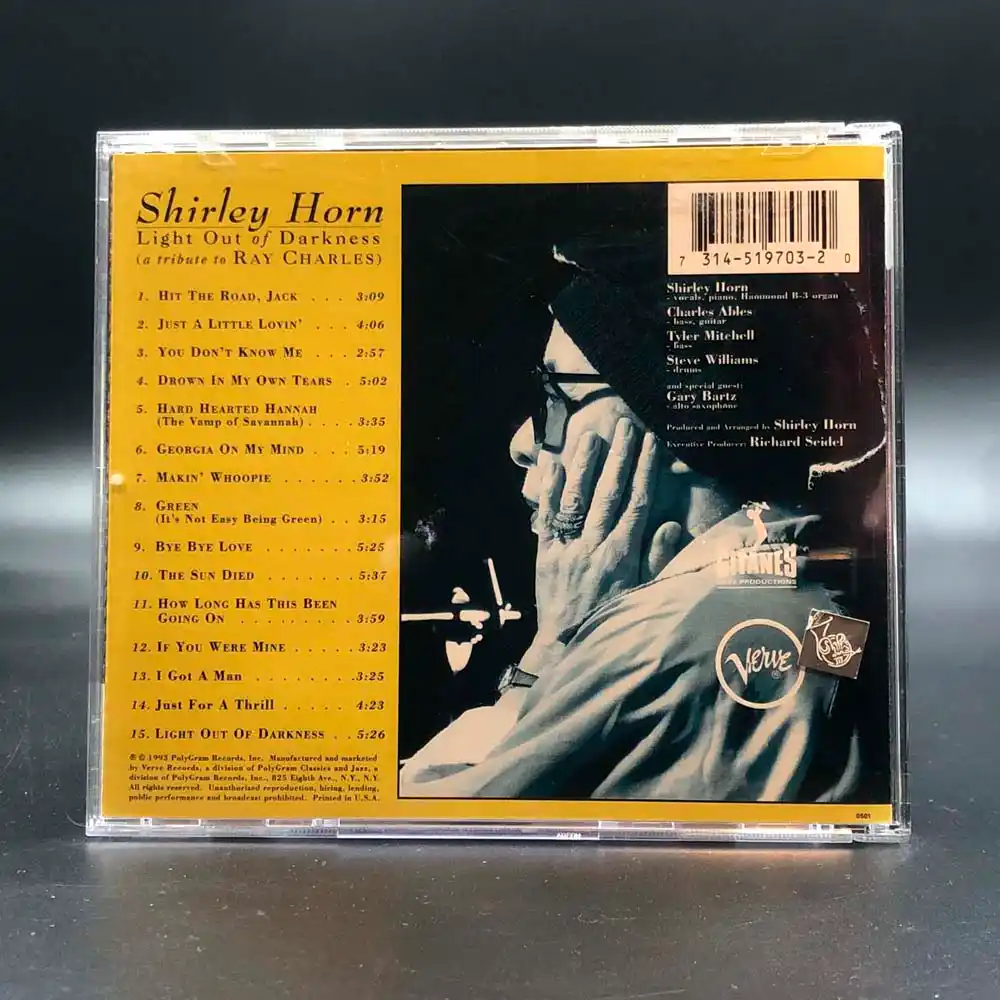 Shirley Horn
Light Out of Darkness
(a tribute to RAY CHARLES)
1. HIT THE ROAD, JACK . . . 3:09
2. JUST A LITTLE LOVIN' . . . 4:06
3. YOU DON'T KNOW ME . . . 2:57
4. DROWN IN MY OWN TEARS . 5:02
5. HARD HEARTED HANNAH
(The Vamp of Savannah) . . . . 3:35
6. GEORGIA ON MY MIND . . . 5:19
7. MAKIN' WHOOPIE . . . . . . 3:52
8. GREEN
(It's Not Easy Being Green) . . 3:15
9. BYE BYE LOVE . . . . . . . 5:25
10. THE SUN DIED . . . . . . . 5:37
11. HOW LONG HAS THIS BEEN
GOING ON . . . . . . . . . 3:59
12. IF YOU WERE MINE . . . . . 3:23
13. I GOT A MAN . . . . . . . . 3:25
14. JUST FOR A THRILL . . . . . 4:23
15. LIGHT OUT OF DARKNESS . . 5:26
℗ © 1993 PolyGram Records, Inc. Manufactured and marketed
by Verve Records, a division of PolyGram Classics and Jazz, a
division of PolyGram Records, Inc., 825 Eighth Ave., N.Y., N.Y.
All rights reserved. Unauthorized reproduction, hiring, lending,
public performance and broadcast prohibited. Printed in U.S.A.
7 314-519703-2 0
Shirley Horn
- vocals, piano, Hammond B-3 organ
Charles Ables
- bass, guitar
Tyler Mitchell
- bass
Steve Williams
- drums
and special guest:
Gary Bartz
- alto saxophone
Produced and Arranged by Shirley Horn
Executive Producer: Richard Seidel
GITANES
JAZZ PRODUCTIONS
Verve
®
0501